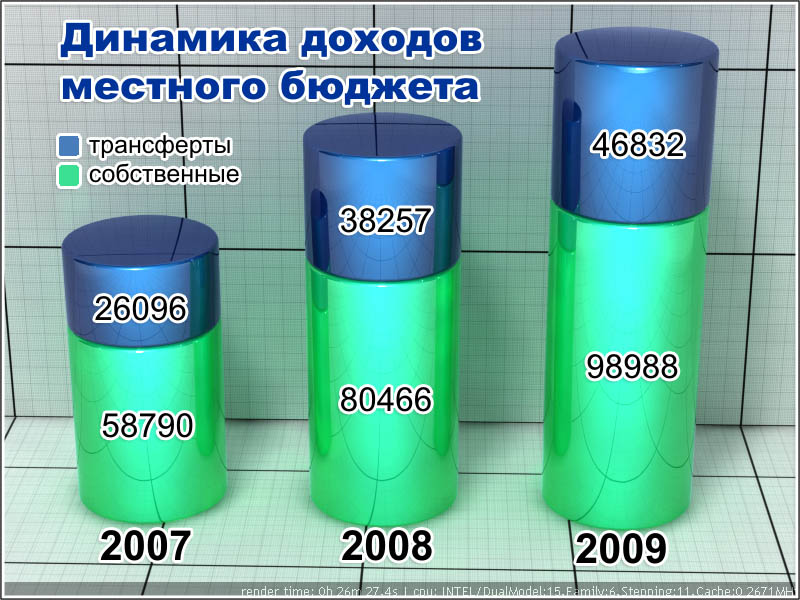 Динамика доходов
местного бюджета
трансферты
собственные
46832
38257
26096
98988
80466
58790
2007 2008 2009
render time: 0h 26m 27.4s | cpu: INTEL/DualModel:15,Family:6,Stepping:11,Cache:0,2671MH